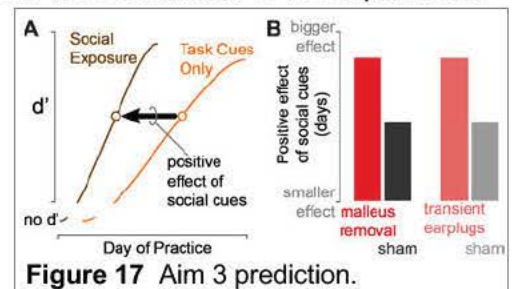 A
Social
Exposure
Task Cues
Only
d'
positive
effect of
social cues
no d'
Day of Practice
B
bigger
effect
Positive effect
of social cues
(days)
smaller
effect
malleus
removal
sham
transient
earplugs
sham
Figure 17 Aim 3 prediction.